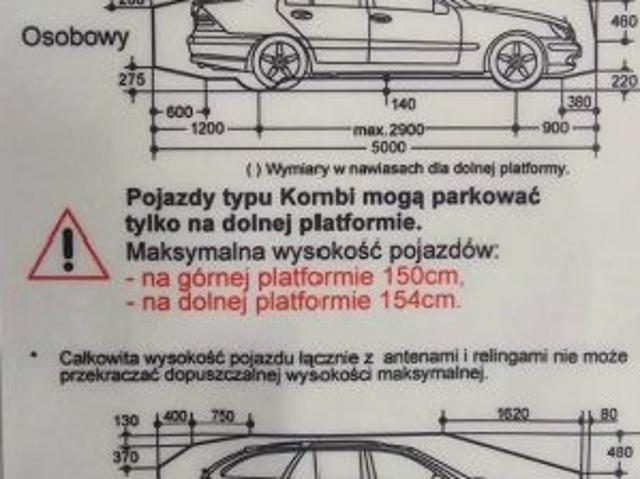 460
Osobowy
275
220
140
600
380
1200
max.2900
900
5000
( ) Wymiary w nawiasach dla dolnej platformy.
Pojazdy typu Kombi mogą parkować
tylko na dolnej platformie.
Maksymalna wysokość pojazdów:
- na górnej platformie 150cm,
- na dolnej platformie 154cm.
* Całkowita wysokość pojazdu łącznie z antenami i relingami nie może
przekraczać dopuszczalnej wysokości maksymalnej.
130 400 750 1620 80
370 480